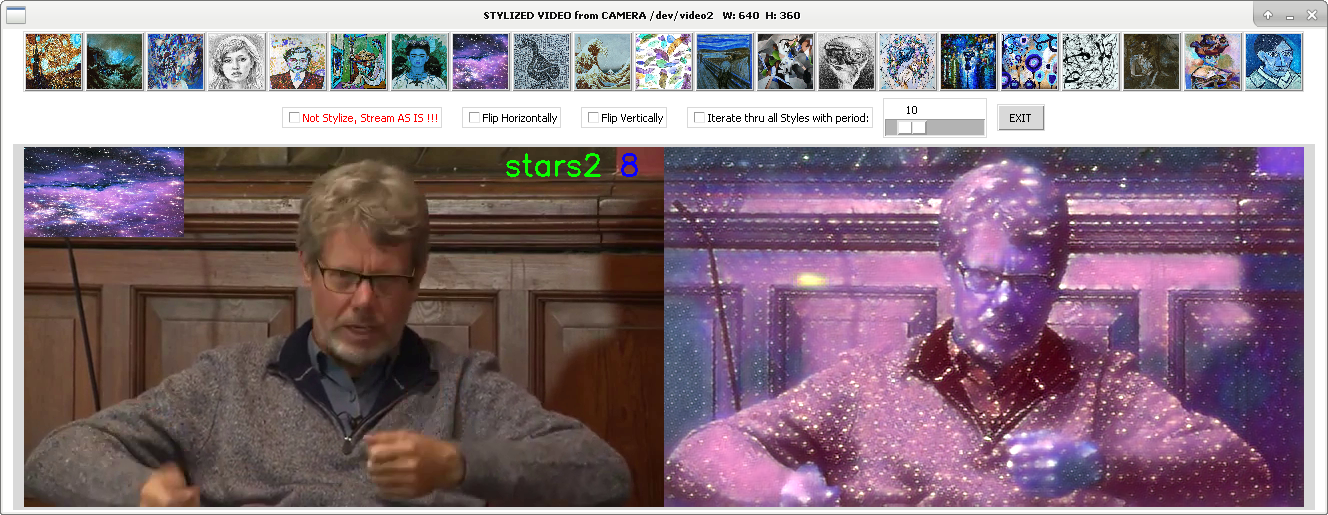 STYLIZED VIDEO from CAMERA /dev/video2 W: 640 H: 360
Not Stylize, Stream AS IS !!!
Flip Horizontally
Flip Vertically
Iterate thru all Styles with period:
10
EXIT
stars2 8